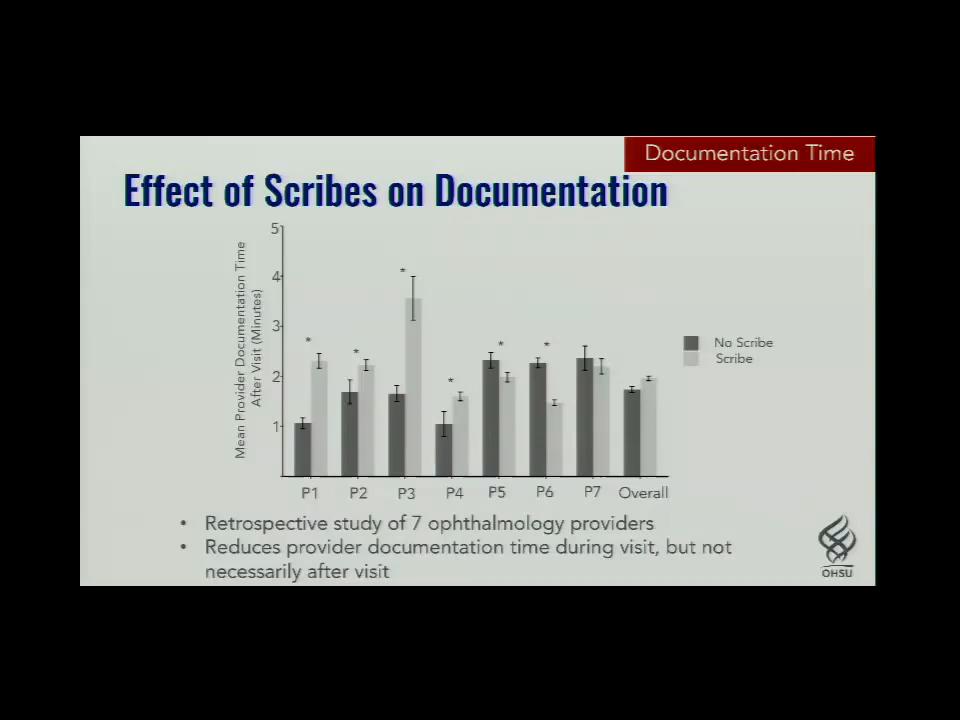 Documentation Time
Effect of Scribes on Documentation
Mean Provider Documentation Time
After Visit (Minutes)
5
4
3
2
1
*
*
*
*
*
*
No Scribe
Scribe
P1 P2 P3 P4 P5 P6 P7 Overall
• Retrospective study of 7 ophthalmology providers
• Reduces provider documentation time during visit, but not
necessarily after visit
OHSU